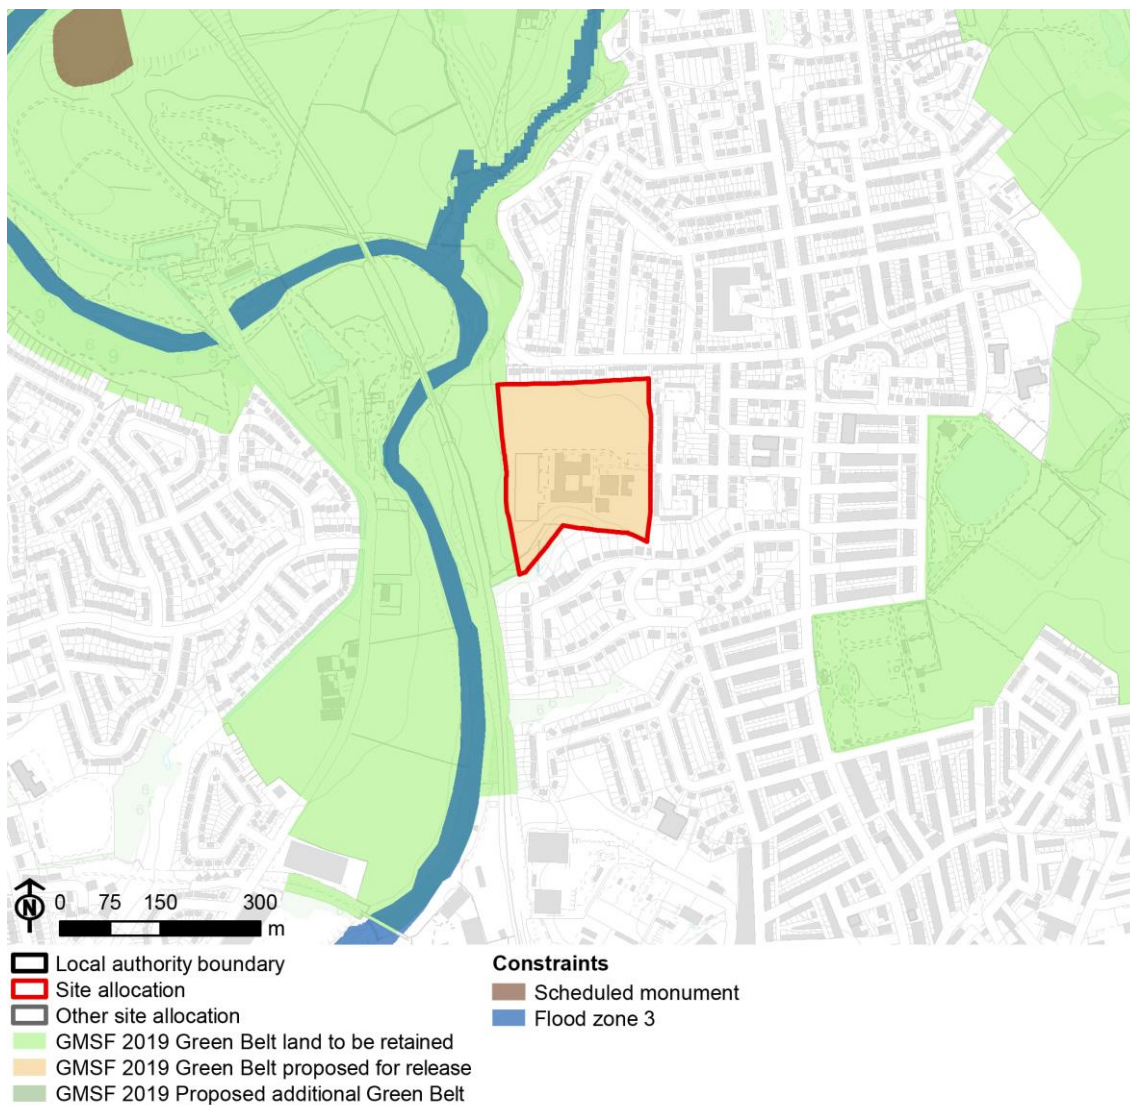 N
0 75 150 300
m
Local authority boundary
Site allocation
Other site allocation
GMSF 2019 Green Belt land to be retained
GMSF 2019 Green Belt proposed for release
GMSF 2019 Proposed additional Green Belt
Constraints
Scheduled monument
Flood zone 3